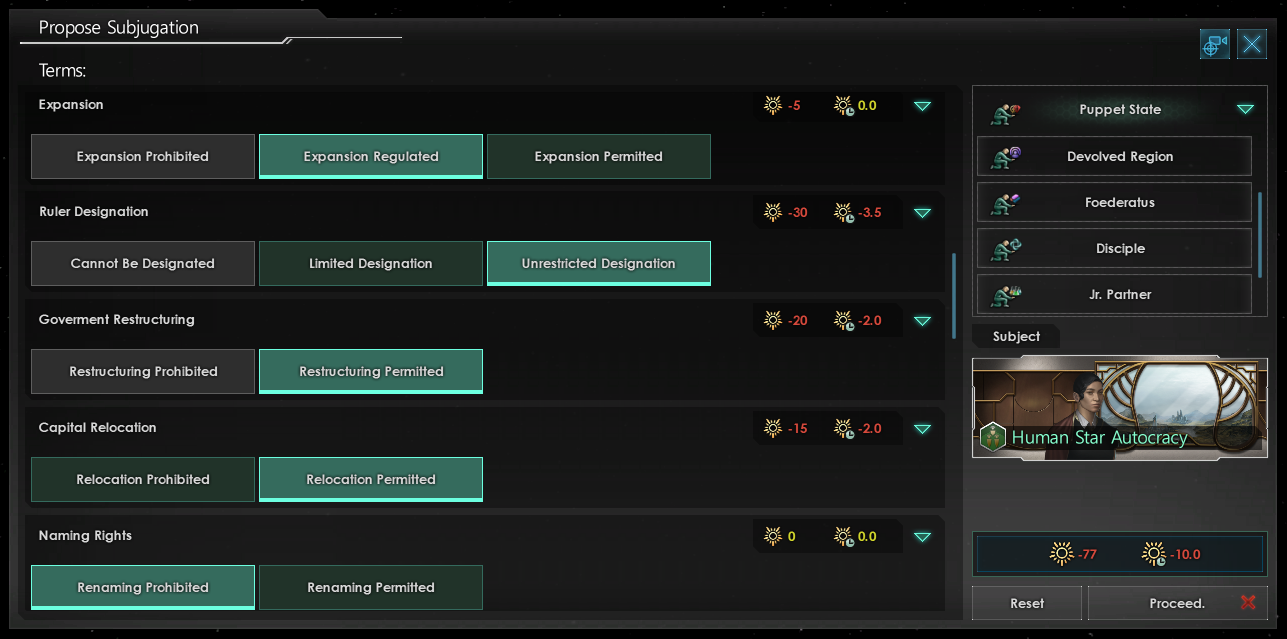 Propose Subjugation
Terms:
Expansion -5 0.0
Expansion Prohibited Expansion Regulated Expansion Permitted
Ruler Designation -30 -3.5
Cannot Be Designated Limited Designation Unrestricted Designation
Goverment Restructuring -20 -2.0
Restructuring Prohibited Restructuring Permitted
Capital Relocation -15 -2.0
Relocation Prohibited Relocation Permitted
Naming Rights 0 0.0
Renaming Prohibited Renaming Permitted
Puppet State
Devolved Region
Foederatus
Disciple
Jr. Partner
Subject
Human Star Autocracy
-77 -10.0
Reset Proceed.